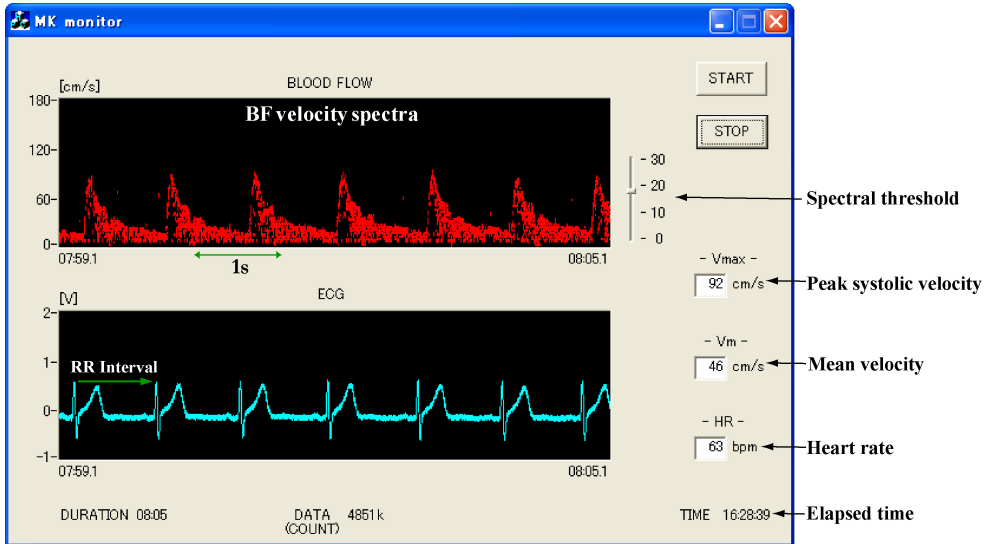 MK monitor
[cm/s]
BLOOD FLOW
START
180-
BF velocity spectra
STOP
120-
- 30
60-
- 20
Spectral threshold
- 10
0-
- 0
07:59.1
08:05.1
1s
- Vmax -
92 cm/s
Peak systolic velocity
[V]
ECG
2-
- Vm -
1-
RR Interval
46 cm/s
Mean velocity
0-
- HR -
63 bpm
Heart rate
-1-
07:59.1
08:05.1
DURATION 08:05
DATA 4851k
(COUNT)
TIME 16:28:39
Elapsed time